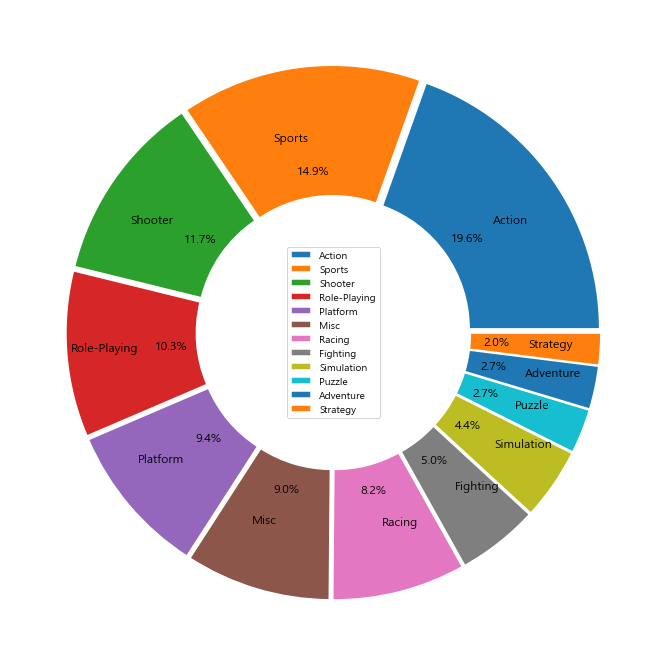 Sports
14.9%
Action
19.6%
Shooter
11.7%
Role-Playing
10.3%
Platform
9.4%
Misc
9.0%
Racing
8.2%
Fighting
5.0%
Simulation
4.4%
Puzzle
2.7%
Adventure
2.7%
Strategy
2.0%
Action
Sports
Shooter
Role-Playing
Platform
Misc
Racing
Fighting
Simulation
Puzzle
Adventure
Strategy